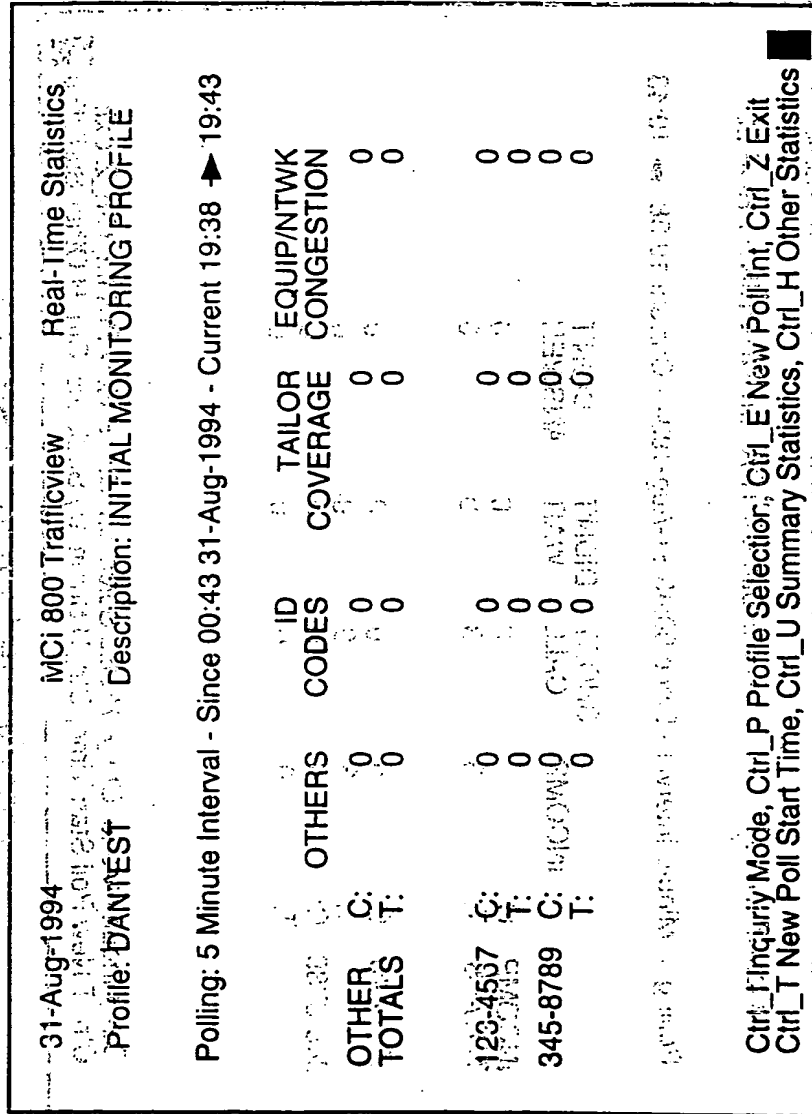 31-Aug-1994 MCi 800 Trafficview Real-Time Statistics
Profile: DANTEST Description: INITIAL MONITORING PROFILE
Polling: 5 Minute Interval - Since 00:43 31-Aug-1994 - Current 19:38 → 19:43
OTHERS ID CODES TAILOR COVERAGE EQUIP/NTWK CONGESTION
OTHER C: 0 0 0 0
TOTALS T: 0 0 0 0
123-4567 C: 0 0 0 0
T: 0 0 0 0
345-8789 C: 0 0 0 0
T: 0 0 0 0
Ctrl_I Inquriy Mode, Ctrl_P Profile Selection, Ctrl_E New Poll Int, Ctrl_Z Exit
Ctrl_T New Poll Start Time, Ctrl_U Summary Statistics, Ctrl_H Other Statistics